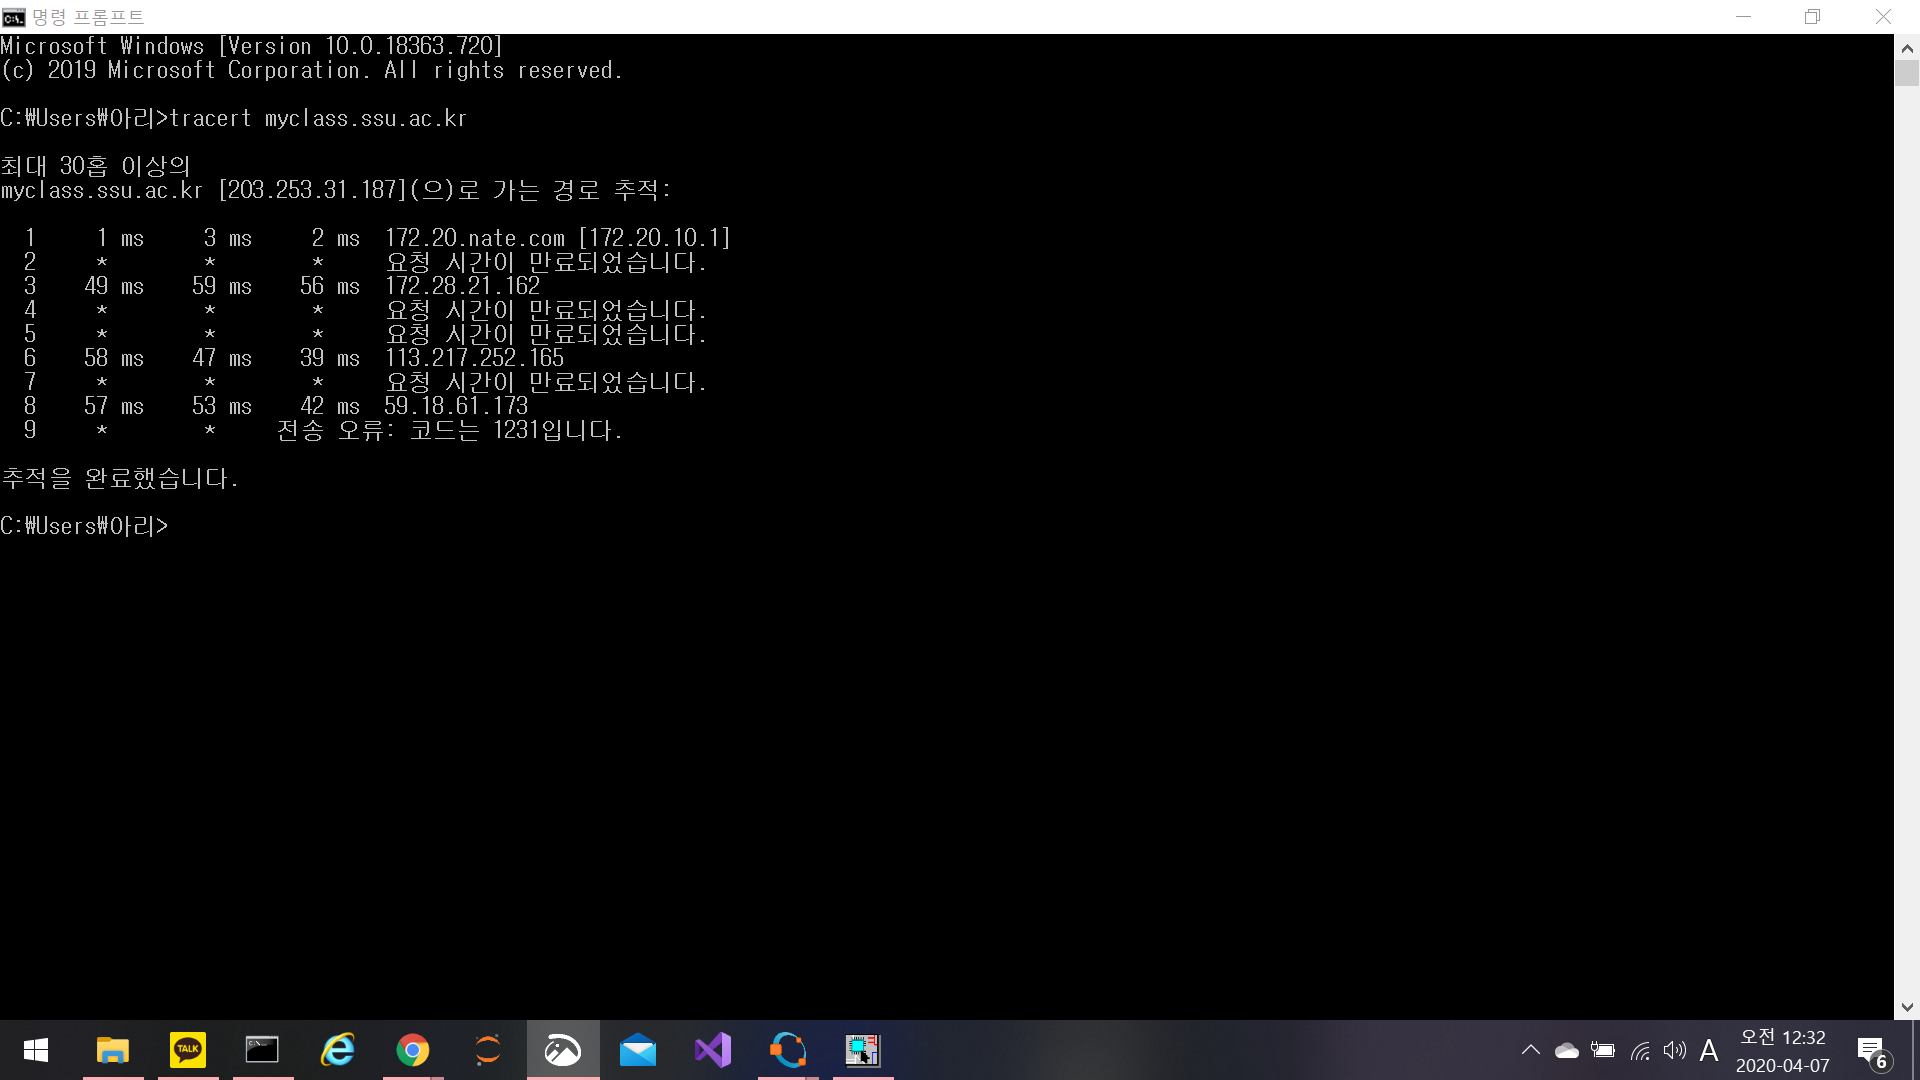 명령 프롬프트
Microsoft Windows [Version 10.0.18363.720]
(c) 2019 Microsoft Corporation. All rights reserved.
C:₩Users₩아리>tracert myclass.ssu.ac.kr
최대 30홉 이상의
myclass.ssu.ac.kr [203.253.31.187](으)로 가는 경로 추적:
1 1 ms 3 ms 2 ms 172.20.nate.com [172.20.10.1]
2 * * * 요청 시간이 만료되었습니다.
3 49 ms 59 ms 56 ms 172.28.21.162
4 * * * 요청 시간이 만료되었습니다.
5 * * * 요청 시간이 만료되었습니다.
6 58 ms 47 ms 39 ms 113.217.252.165
7 * * * 요청 시간이 만료되었습니다.
8 57 ms 53 ms 42 ms 59.18.61.173
9 * * 전송 오류: 코드는 1231입니다.
추적을 완료했습니다.
C:₩Users₩아리>
TALK
A
오전 12:32
2020-04-07
6